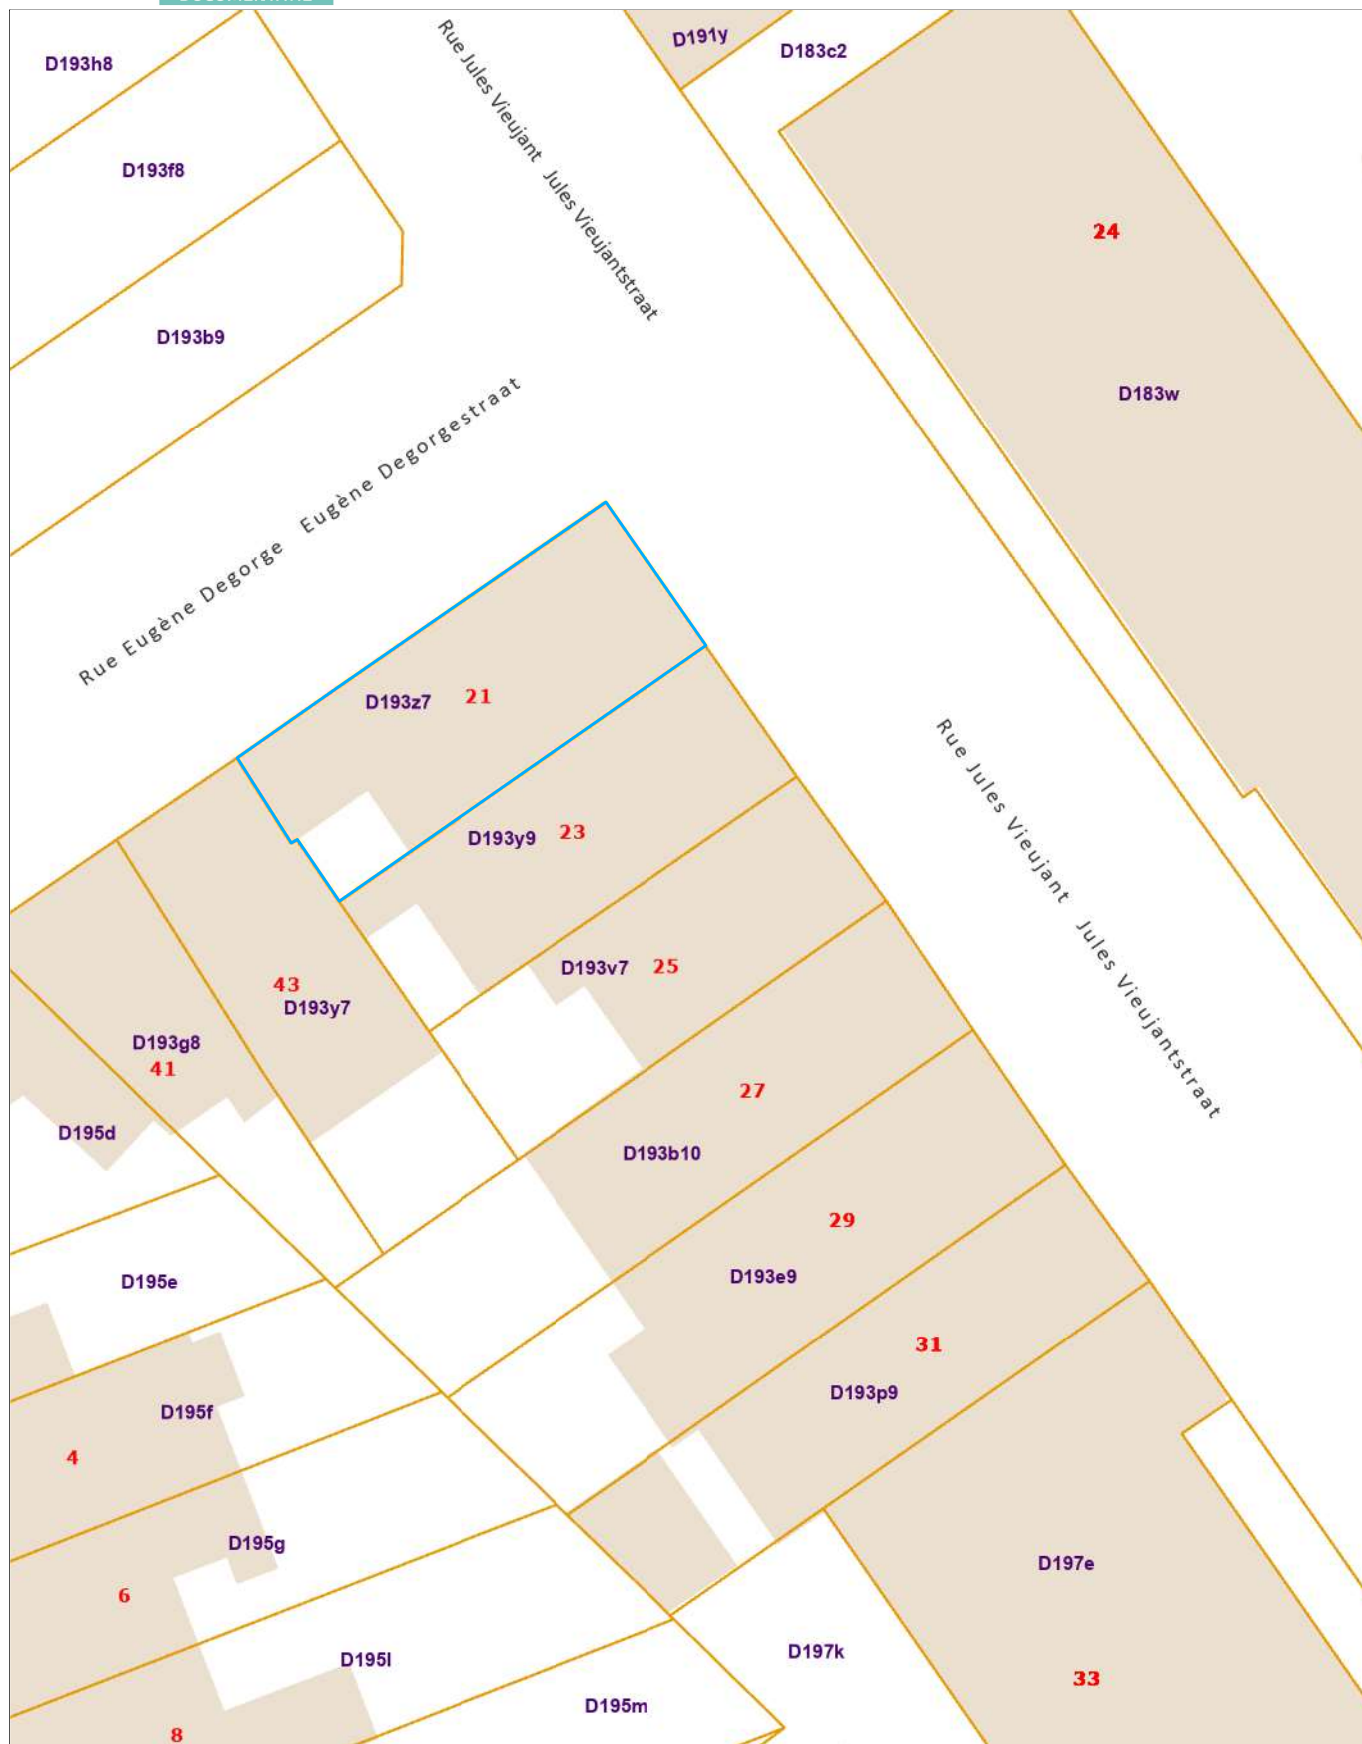 D191y
D183c2
D193h8
Rue Jules Vieujant Jules Vieujantstraat
D193f8
24
D193b9
D183w
Rue Eugène Degorge Eugène Degorgestraat
D193z7 21
Rue Jules Vieujant Jules Vieujantstraat
D193y9 23
D193v7 25
43
D193y7
D193g8
41
27
D195d
D193b10
29
D193e9
D195e
31
D193p9
D195f
4
D195g
D197e
6
D197k
D195l
33
D195m
8